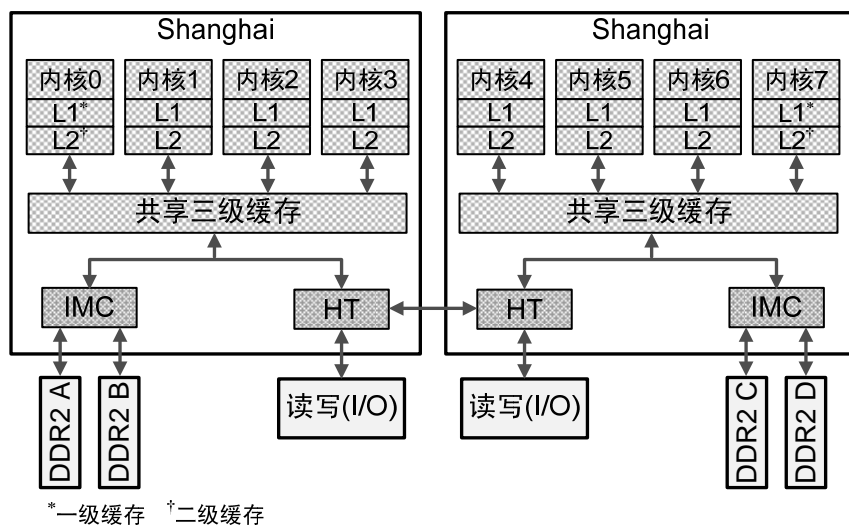 Shanghai Shanghai
内核0 内核1 内核2 内核3 内核4 内核5 内核6 内核7
L1* L1 L1 L1 L1 L1 L1 L1*
L2† L2 L2 L2 L2 L2 L2 L2†
共享三级缓存 共享三级缓存
IMC HT HT IMC
DDR2 A DDR2 B 读写(I/O) 读写(I/O) DDR2 C DDR2 D
*一级缓存 †二级缓存